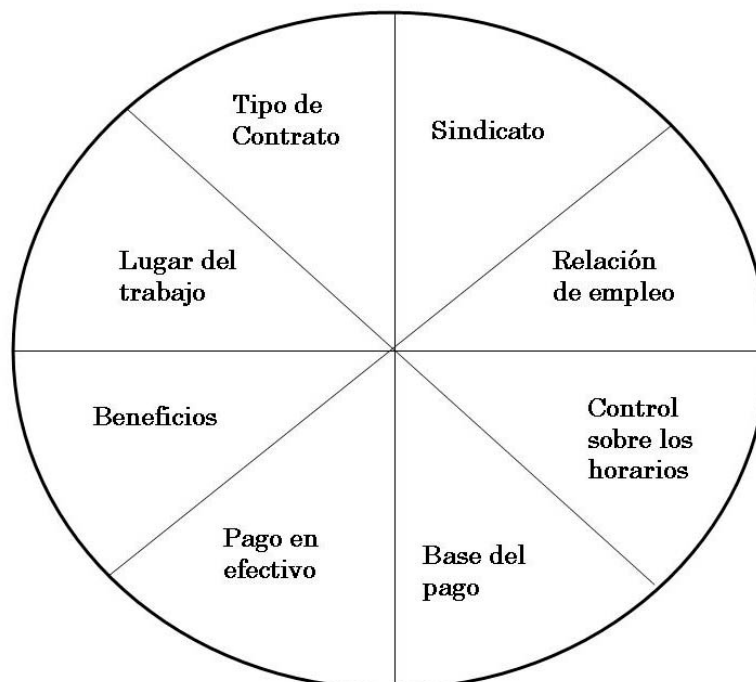 Tipo de
Contrato
Sindicato
Lugar del
trabajo
Relación
de empleo
Beneficios
Control
sobre los
horarios
Pago en
efectivo
Base del
pago